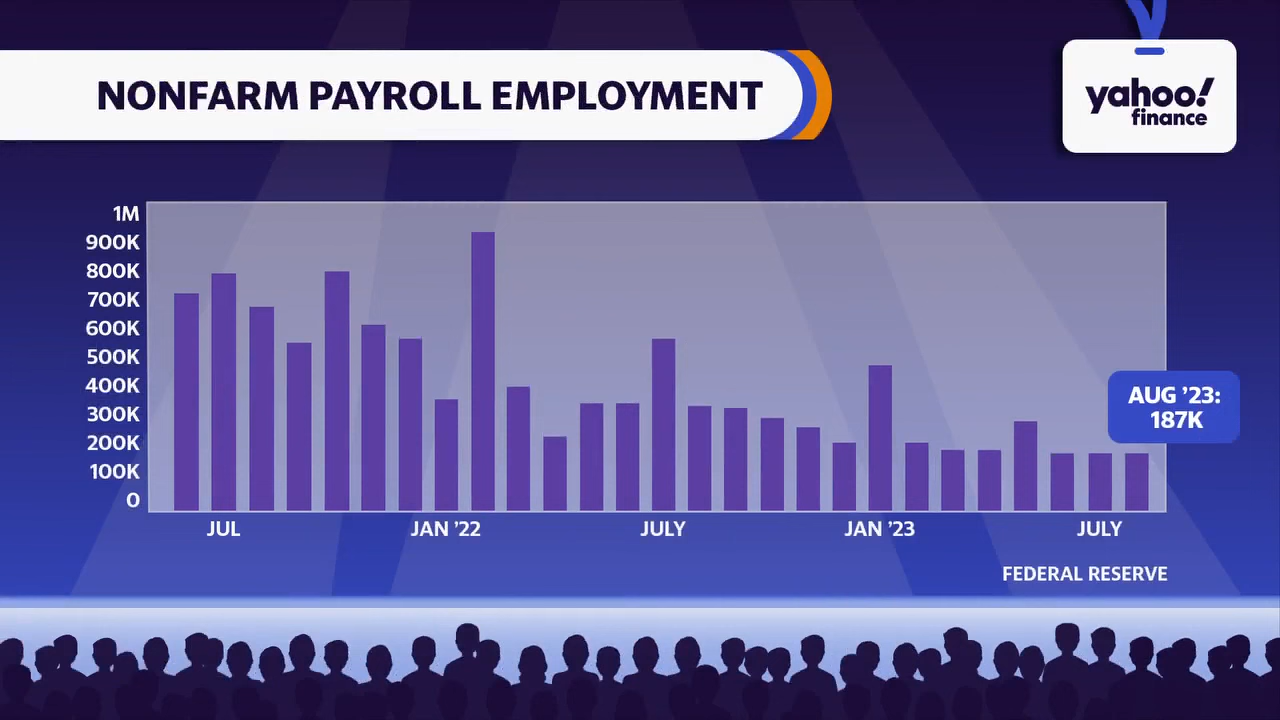 NONFARM PAYROLL EMPLOYMENT
yahoo!
finance
1M
900K
800K
700K
600K
500K
400K
300K
200K
100K
0
AUG ’23:
187K
JUL JAN ’22 JULY JAN ’23 JULY
FEDERAL RESERVE